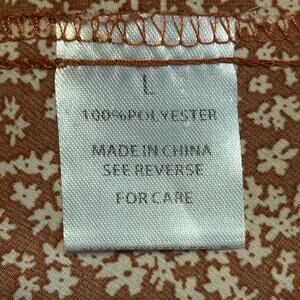 L
100%POLYESTER
MADE IN CHINA
SEE REVERSE
FOR CARE